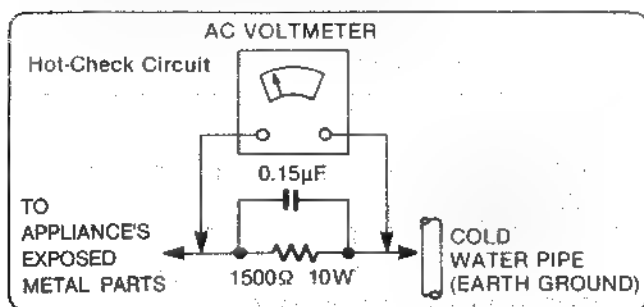 AC VOLTMETER
Hot-Check Circuit
0.15µF
TO
APPLIANCE'S
EXPOSED
METAL PARTS
1500Ω 10W
COLD
WATER PIPE
(EARTH GROUND)